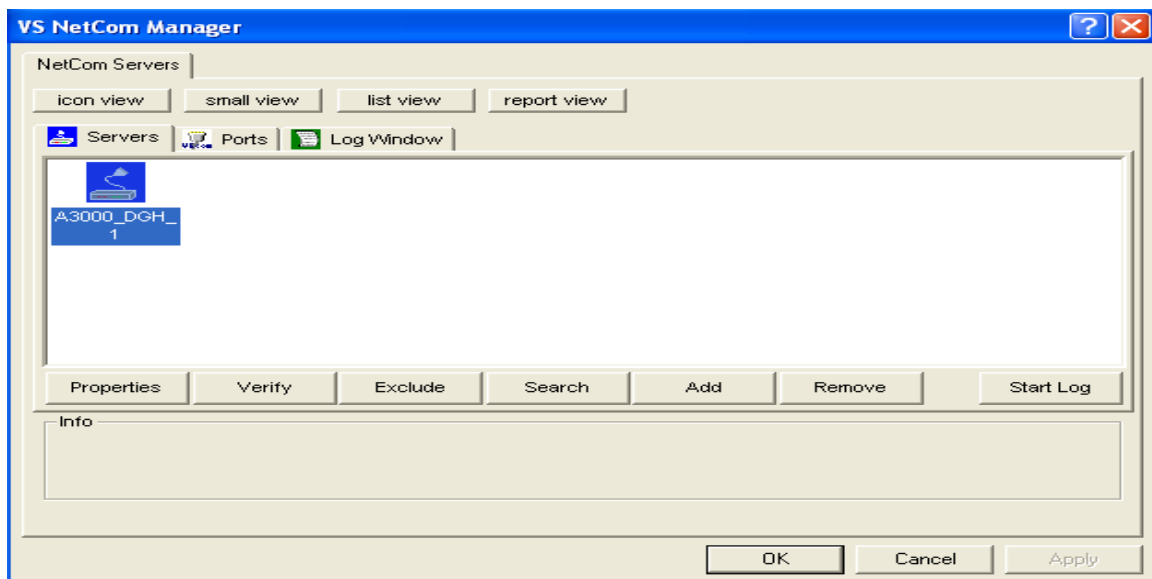 VS NetCom Manager
NetCom Servers
icon view small view list view report view
Servers Ports Log Window
A3000_DGH_
1
Properties Verify Exclude Search Add Remove Start Log
Info
OK Cancel Apply